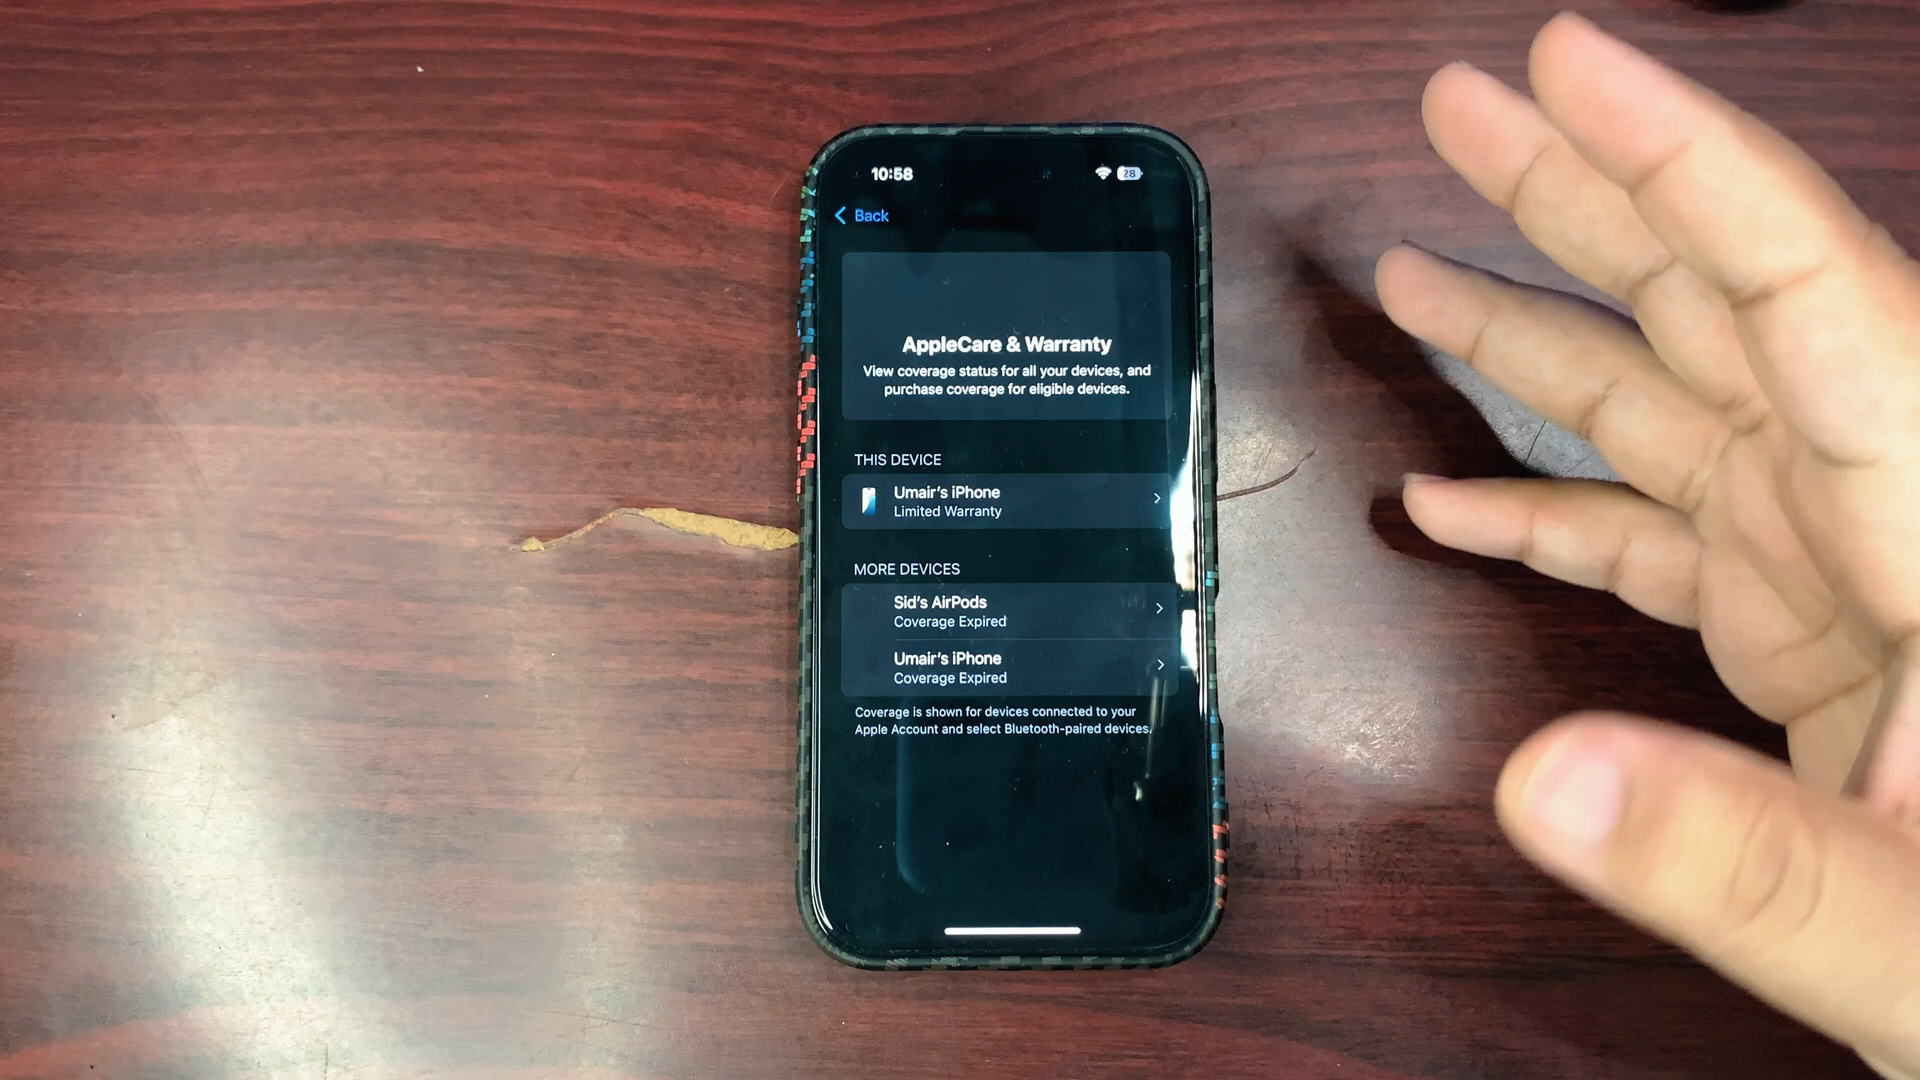 10:58
28
Back
AppleCare & Warranty
View coverage status for all your devices, and
purchase coverage for eligible devices.
THIS DEVICE
Umair's iPhone
Limited Warranty
MORE DEVICES
Sid's AirPods
Coverage Expired
Umair's iPhone
Coverage Expired
Coverage is shown for devices connected to your
Apple Account and select Bluetooth-paired devices.